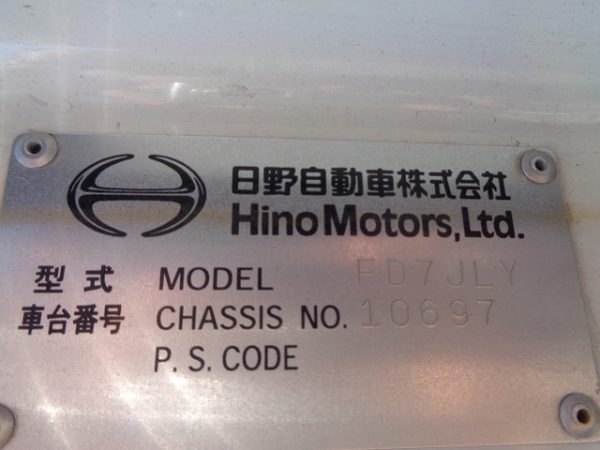 日野自動車株式会社
Hino Motors, Ltd.
型式 MODEL FD7JLY
車台番号 CHASSIS NO. 10697
P. S. CODE